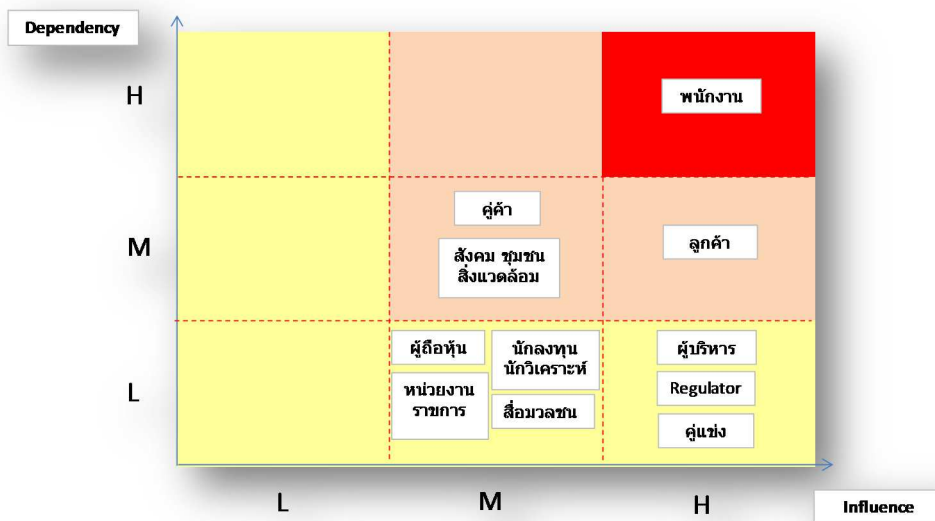 Dependency
H
พนักงาน
M
คู่ค้า
สังคม ชุมชน
สิ่งแวดล้อม
ลูกค้า
L
ผู้ถือหุ้น
นักลงทุน
นักวิเคราะห์
ผู้บริหาร
หน่วยงาน
ราชการ
สื่อมวลชน
Regulator
คู่แข่ง
L
M
H
Influence